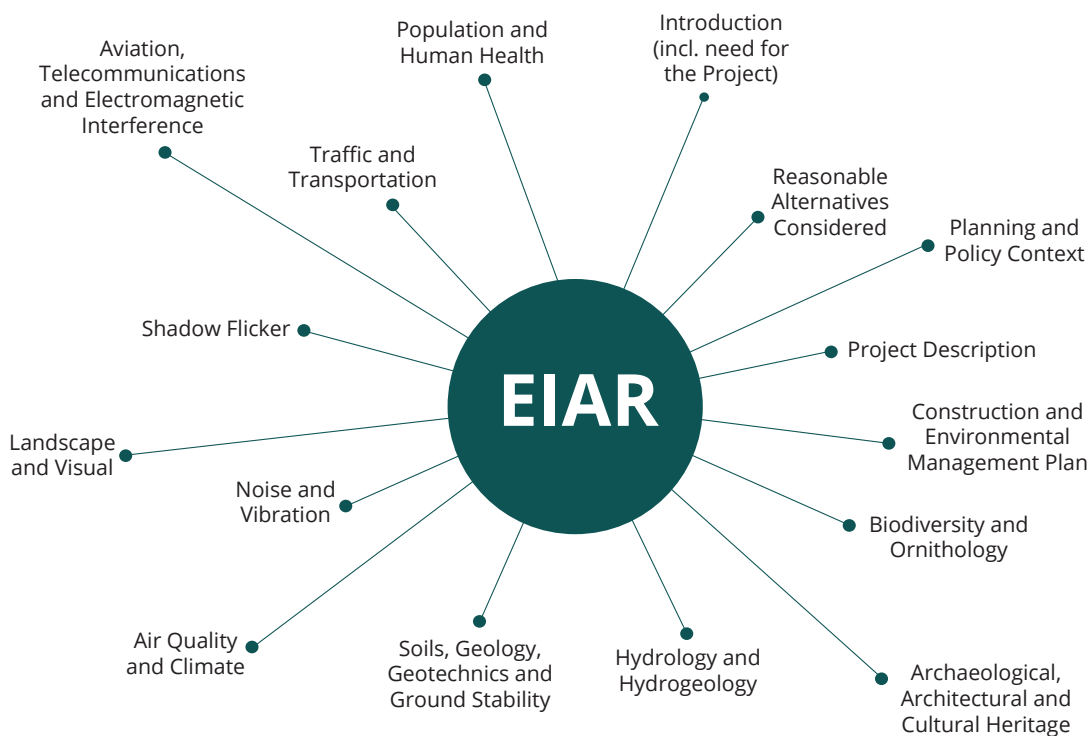 Introduction
(incl. need for
the Project)
Population and
Human Health
Aviation,
Telecommunications
and Electromagnetic
Interference
Traffic and
Transportation
Reasonable
Alternatives
Considered
Planning and
Policy Context
Shadow Flicker
Project Description
EIAR
Construction and
Environmental
Management Plan
Landscape
and Visual
Noise and
Vibration
Biodiversity and
Ornithology
Air Quality
and Climate
Soils, Geology,
Geotechnics and
Ground Stability
Hydrology and
Hydrogeology
Archaeological,
Architectural and
Cultural Heritage